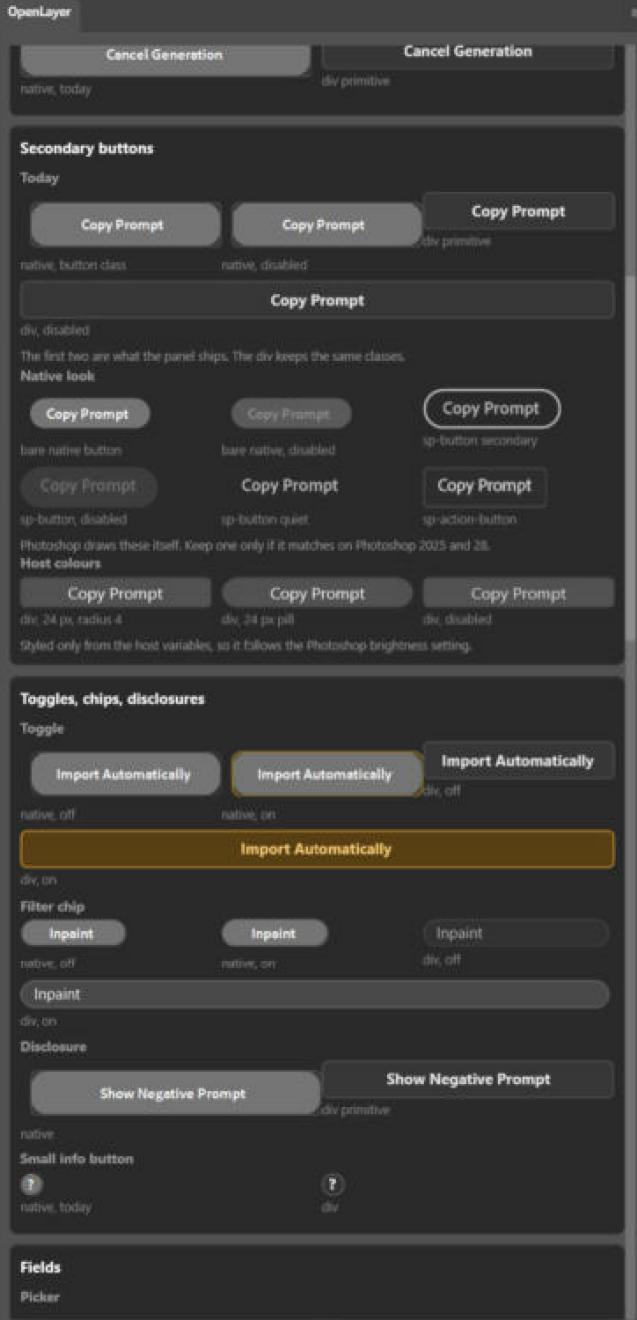 OpenLayer
Cancel Generation Cancel Generation
native, today div primitive
Secondary buttons
Today
Copy Prompt Copy Prompt Copy Prompt
native, button class native, disabled div primitive
Copy Prompt
div, disabled
The first two are what the panel ships. The div keeps the same classes.
Native look
Copy Prompt Copy Prompt Copy Prompt
bare native button bare native, disabled sp-button secondary
Copy Prompt Copy Prompt Copy Prompt
sp-button, disabled sp-button quiet sp-action-button
Photoshop draws these itself. Keep one only if it matches on Photoshop 2025 and 28.
Host colours
Copy Prompt Copy Prompt Copy Prompt
div, 24 px, radius 4 div, 24 px pill div, disabled
Styled only from the host variables, so it follows the Photoshop brightness setting.
Toggles, chips, disclosures
Toggle
Import Automatically Import Automatically Import Automatically
native, off native, on div, off
Import Automatically
div, on
Filter chip
Inpaint Inpaint Inpaint
native, off native, on div, off
Inpaint
div, on
Disclosure
Show Negative Prompt Show Negative Prompt
native div primitive
Small info button
? ?
native, today div
Fields
Picker